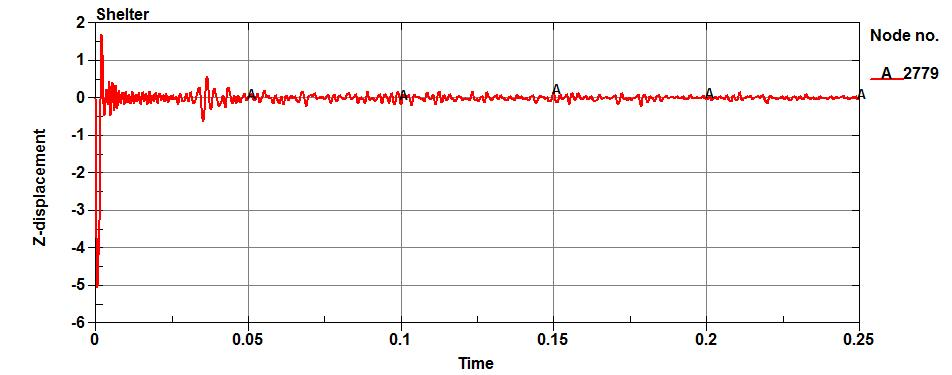 Shelter
Node no.
A 2779
2
1
0
-1
-2
-3
-4
-5
-6
Z-displacement
A A A A A
0 0.05 0.1 0.15 0.2 0.25
Time